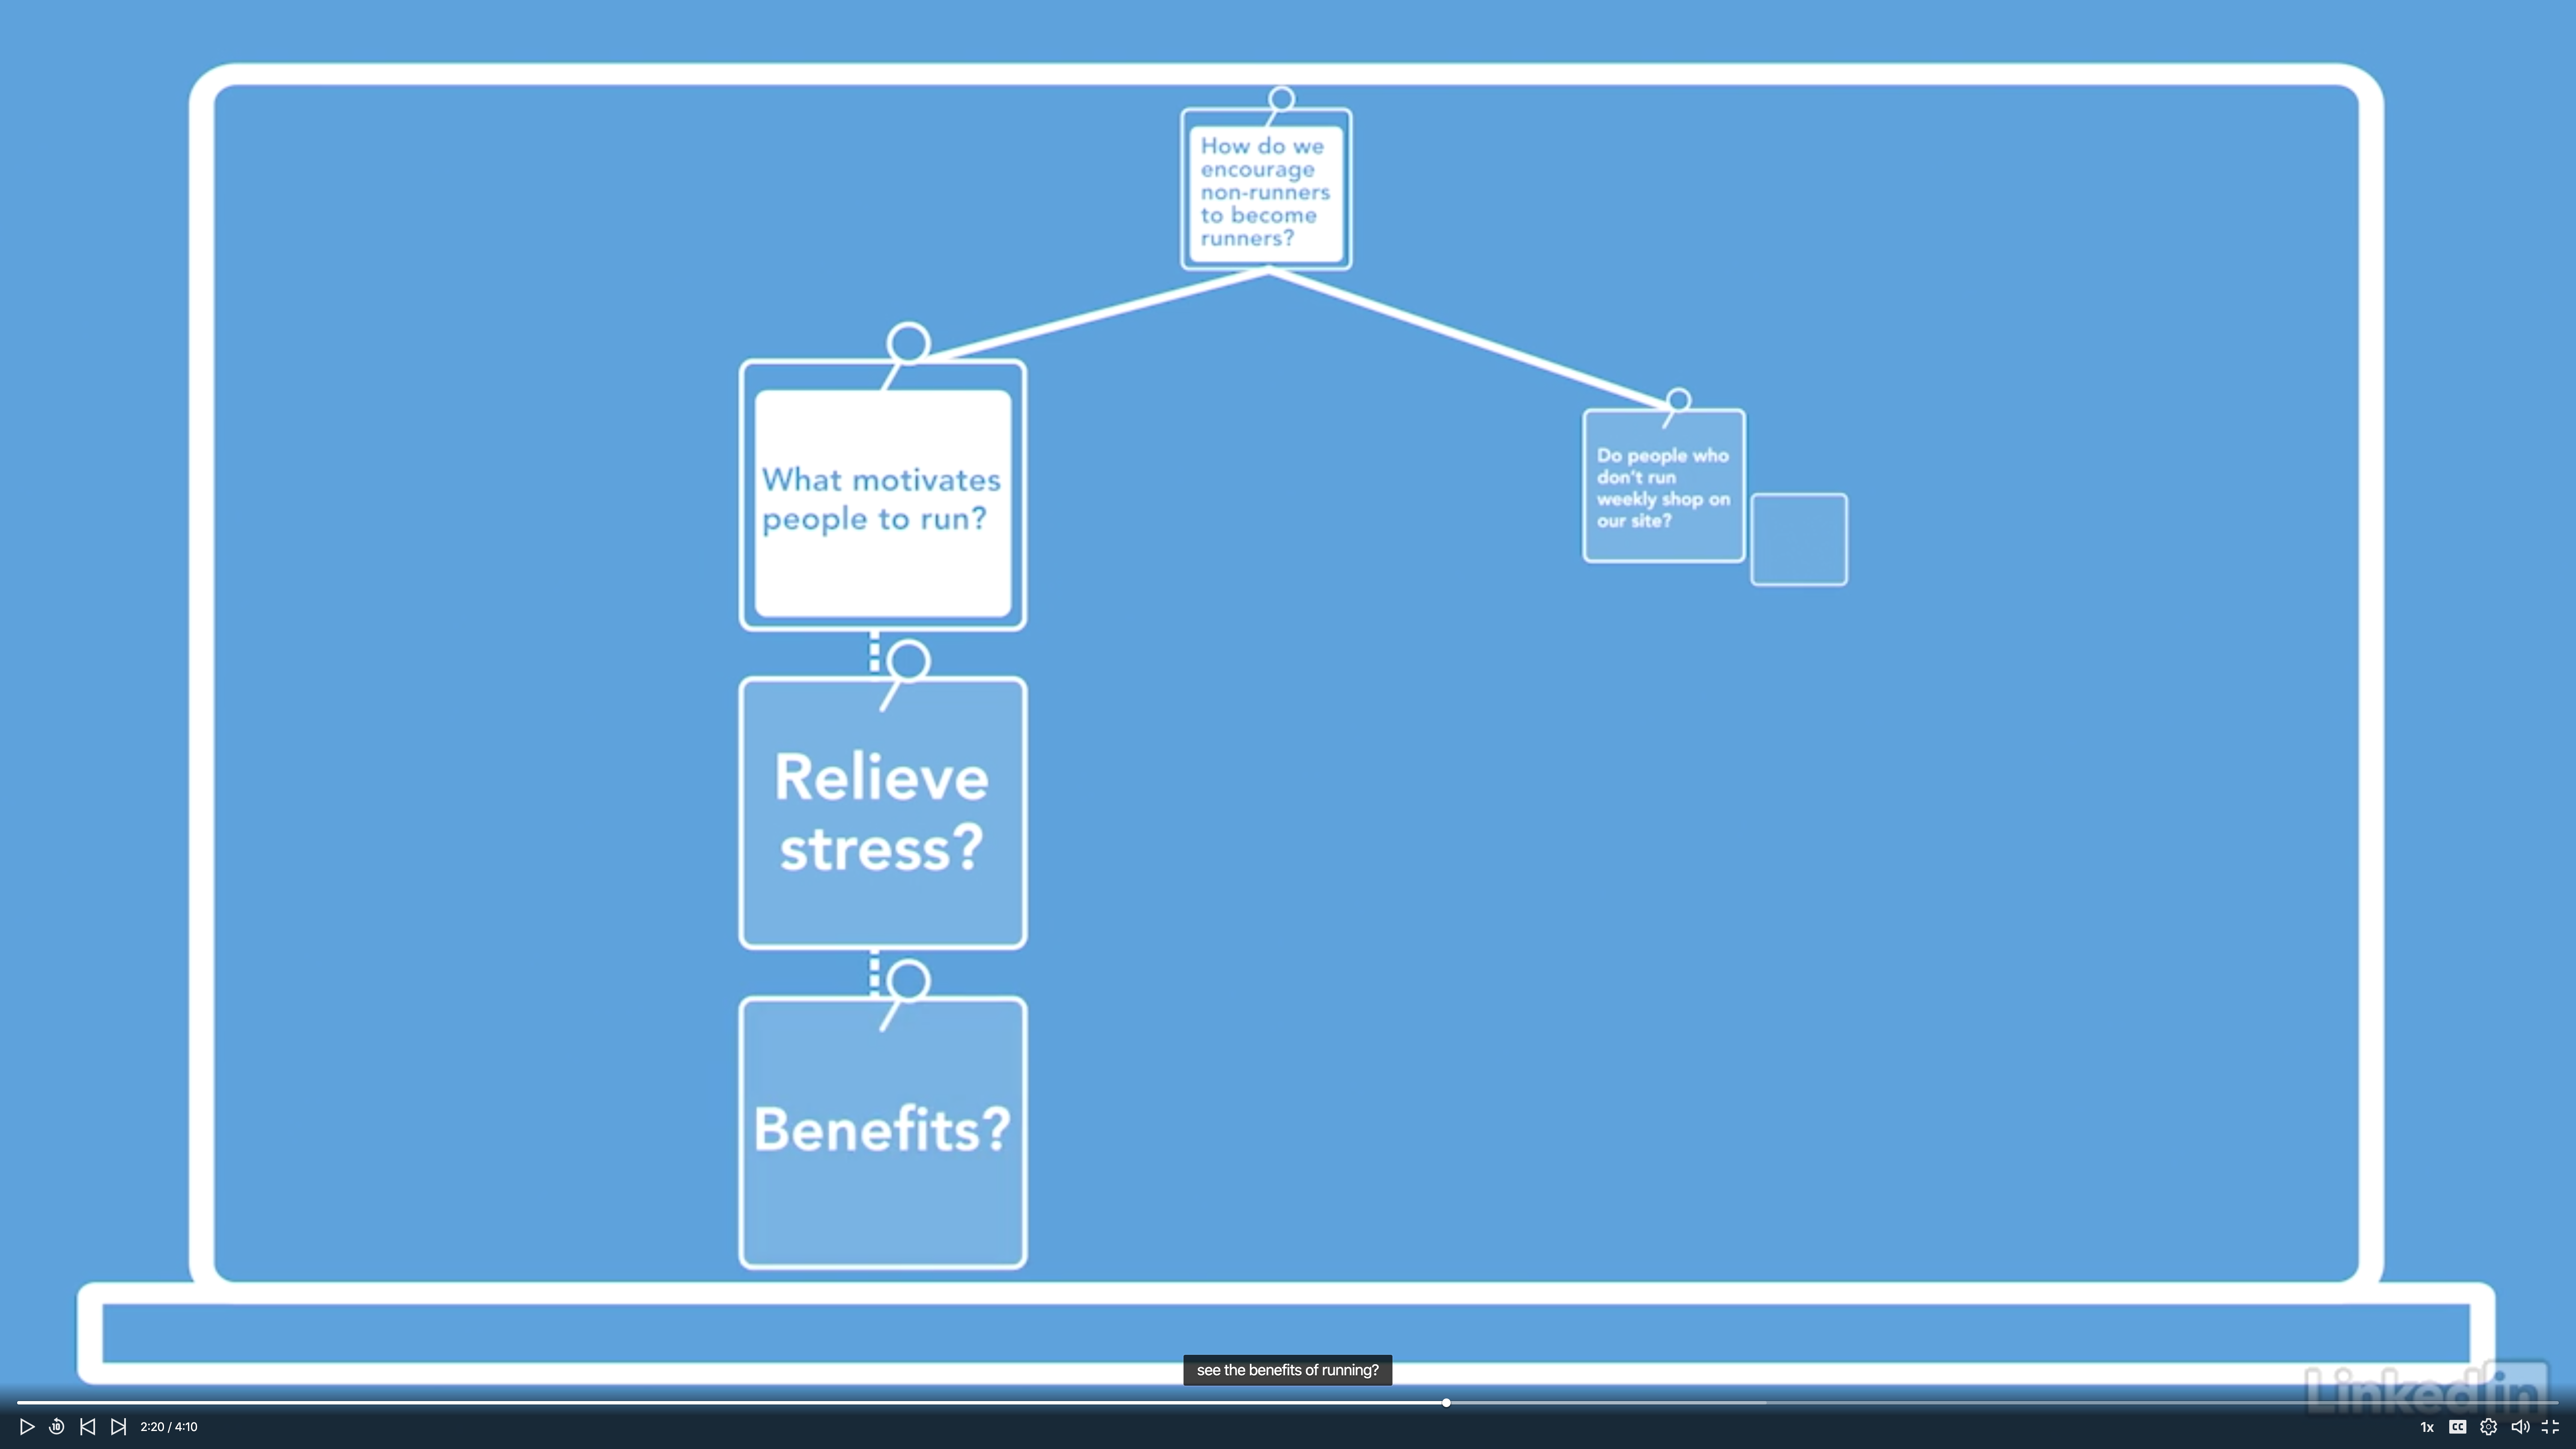 How do we
encourage
non-runners
to become
runners?
What motivates
people to run?
Do people who
don't run
weekly shop on
our site?
Relieve
stress?
Benefits?
see the benefits of running?
LinkedIn
10
2:20 / 4:10
1x
CC